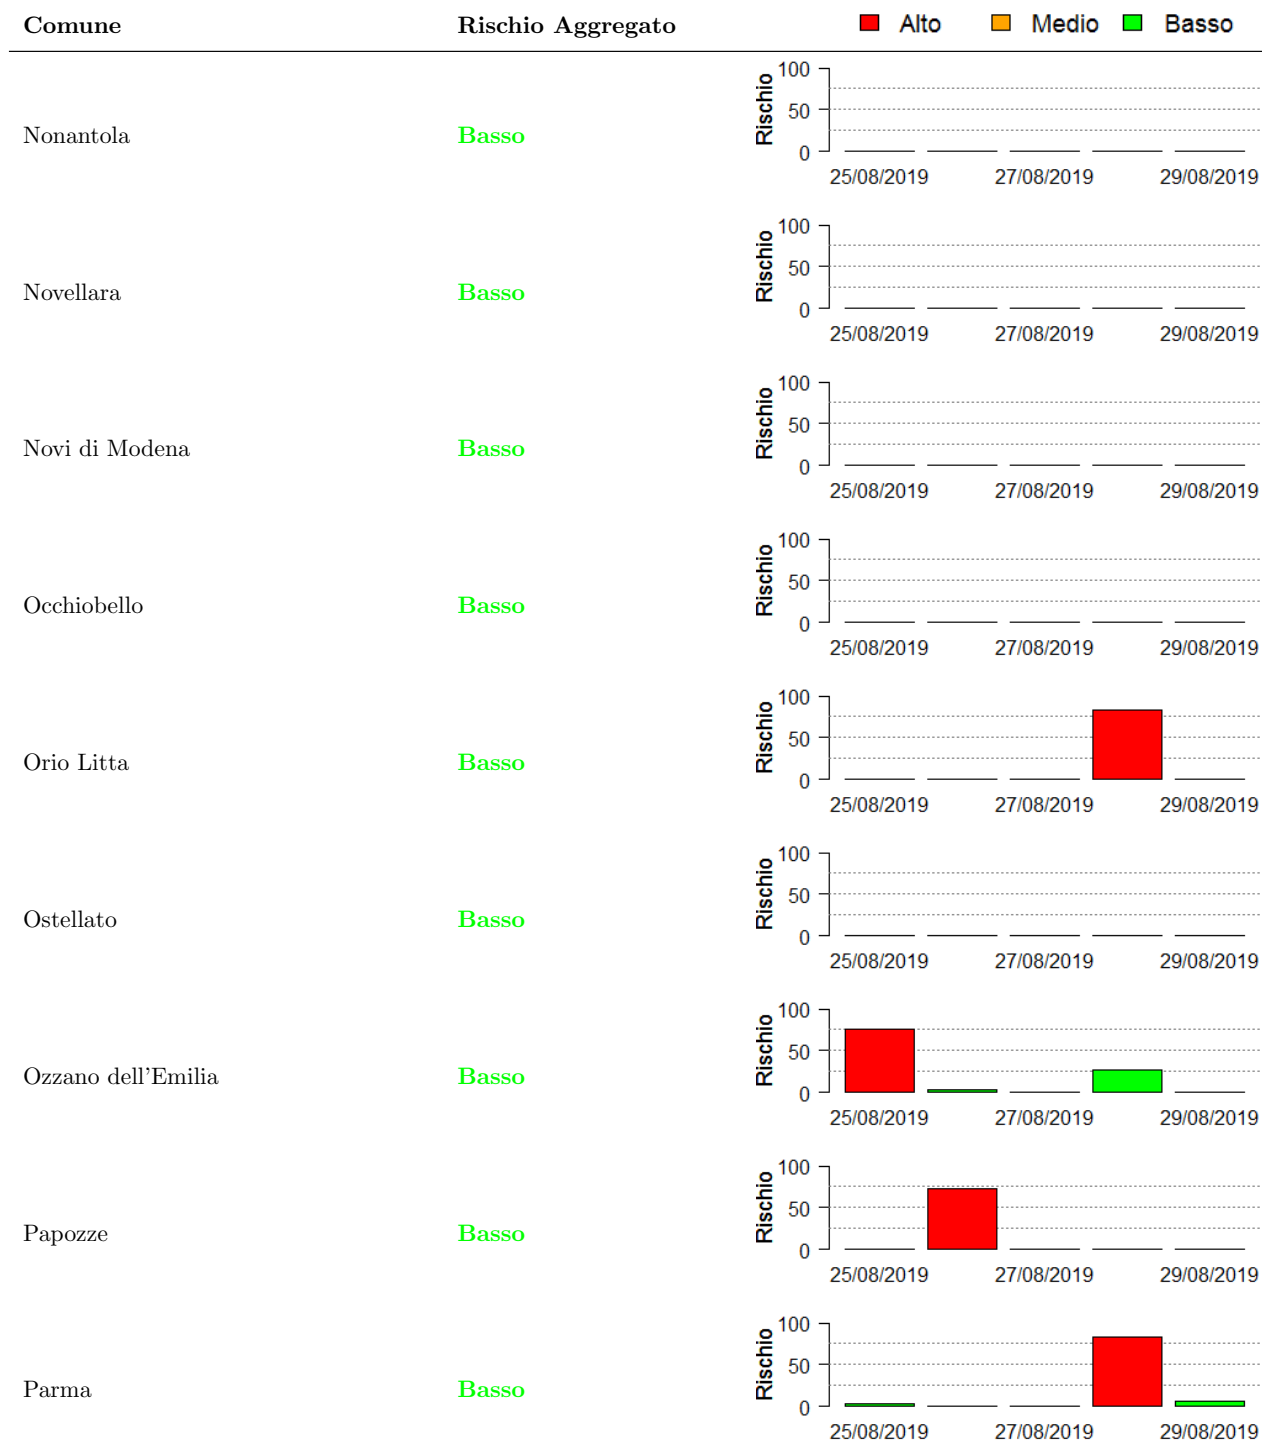 Comune Rischio Aggregato Alto Medio Basso
100
50
0
Rischio
Nonantola Basso
25/08/2019 27/08/2019 29/08/2019
100
50
0
Rischio
Novellara Basso
25/08/2019 27/08/2019 29/08/2019
100
50
0
Rischio
Novi di Modena Basso
25/08/2019 27/08/2019 29/08/2019
100
50
0
Rischio
Occhiobello Basso
25/08/2019 27/08/2019 29/08/2019
100
50
0
Rischio
Orio Litta Basso
25/08/2019 27/08/2019 29/08/2019
100
50
0
Rischio
Ostellato Basso
25/08/2019 27/08/2019 29/08/2019
100
50
0
Rischio
Ozzano dell'Emilia Basso
25/08/2019 27/08/2019 29/08/2019
100
50
0
Rischio
Papozze Basso
25/08/2019 27/08/2019 29/08/2019
100
50
0
Rischio
Parma Basso
25/08/2019 27/08/2019 29/08/2019